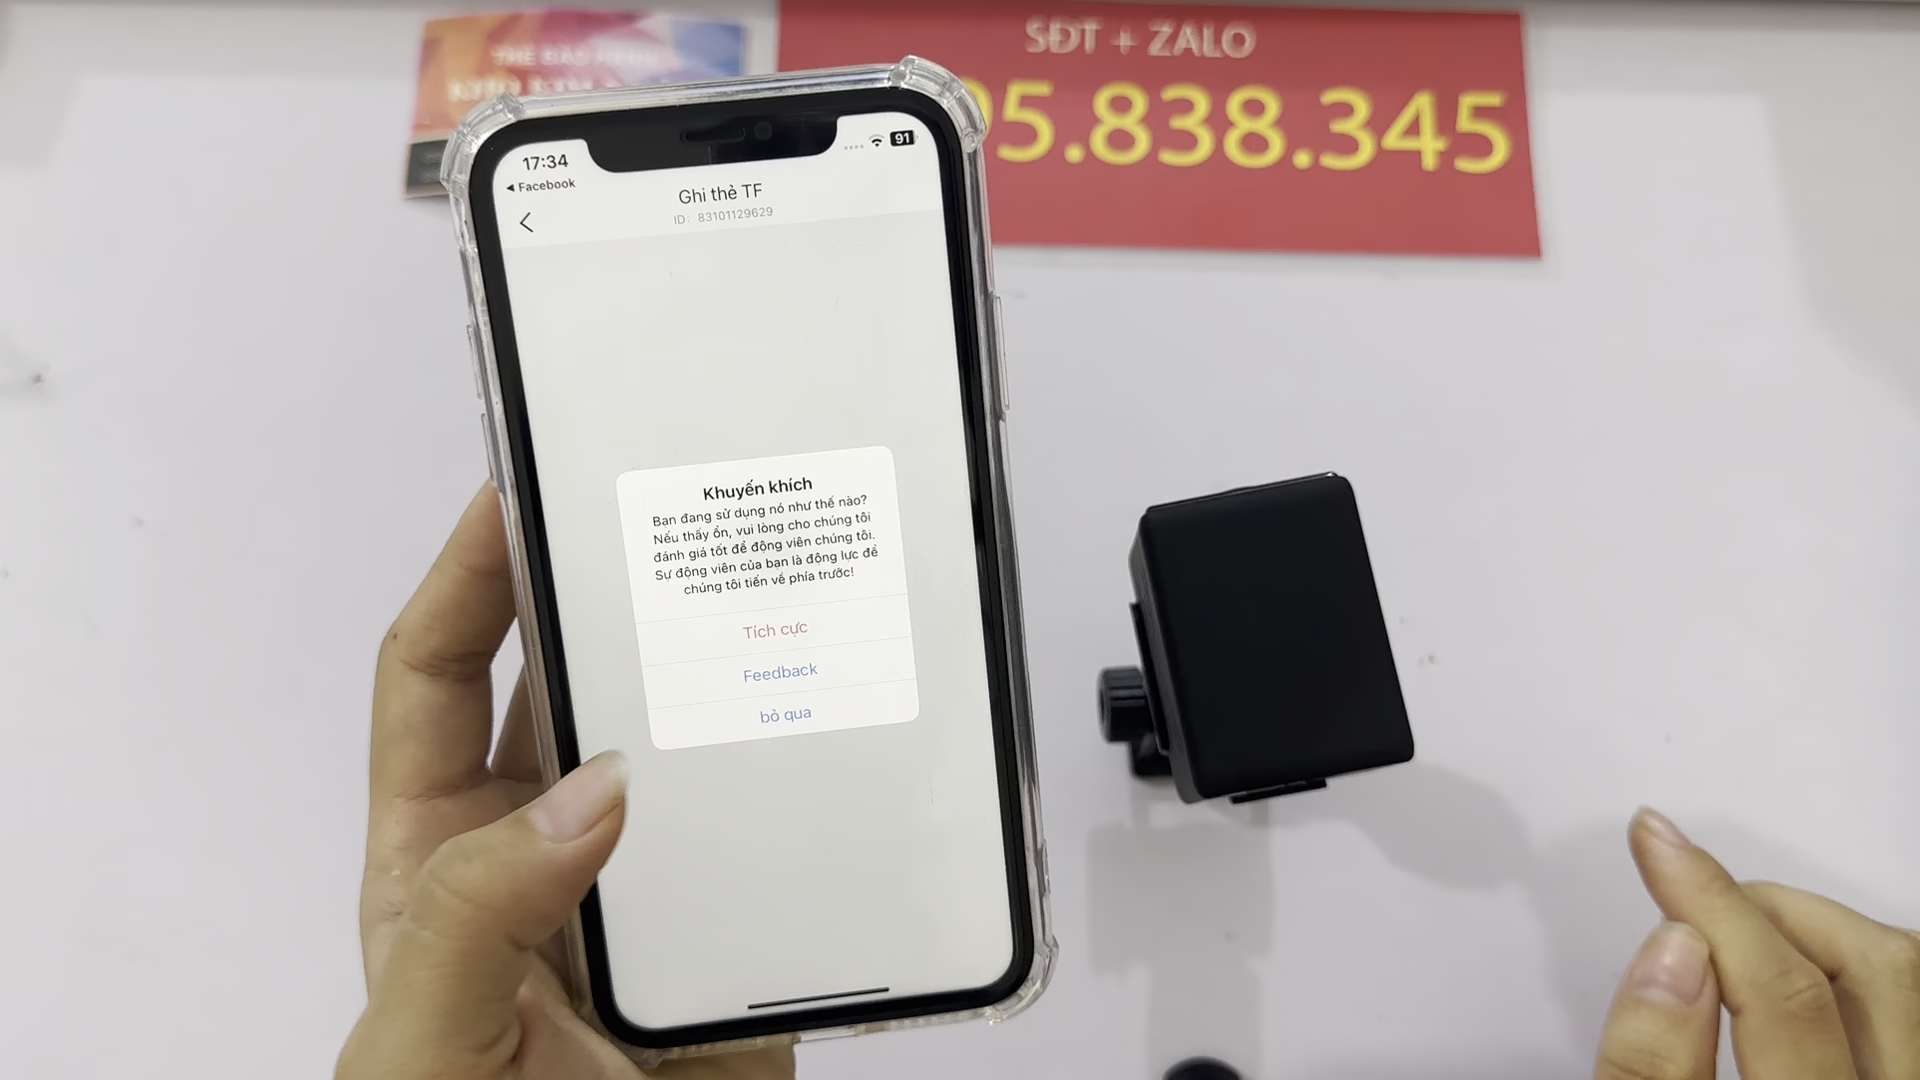 SĐT + ZALO
5.838.345
17:34
91
Facebook
Ghi thẻ TF
ID: 83101129629
Khuyến khích
Bạn đang sử dụng nó như thế nào?
Nếu thấy ổn, vui lòng cho chúng tôi
đánh giá tốt để động viên chúng tôi.
Sự động viên của bạn là động lực để
chúng tôi tiến về phía trước!
Tích cực
Feedback
bỏ qua